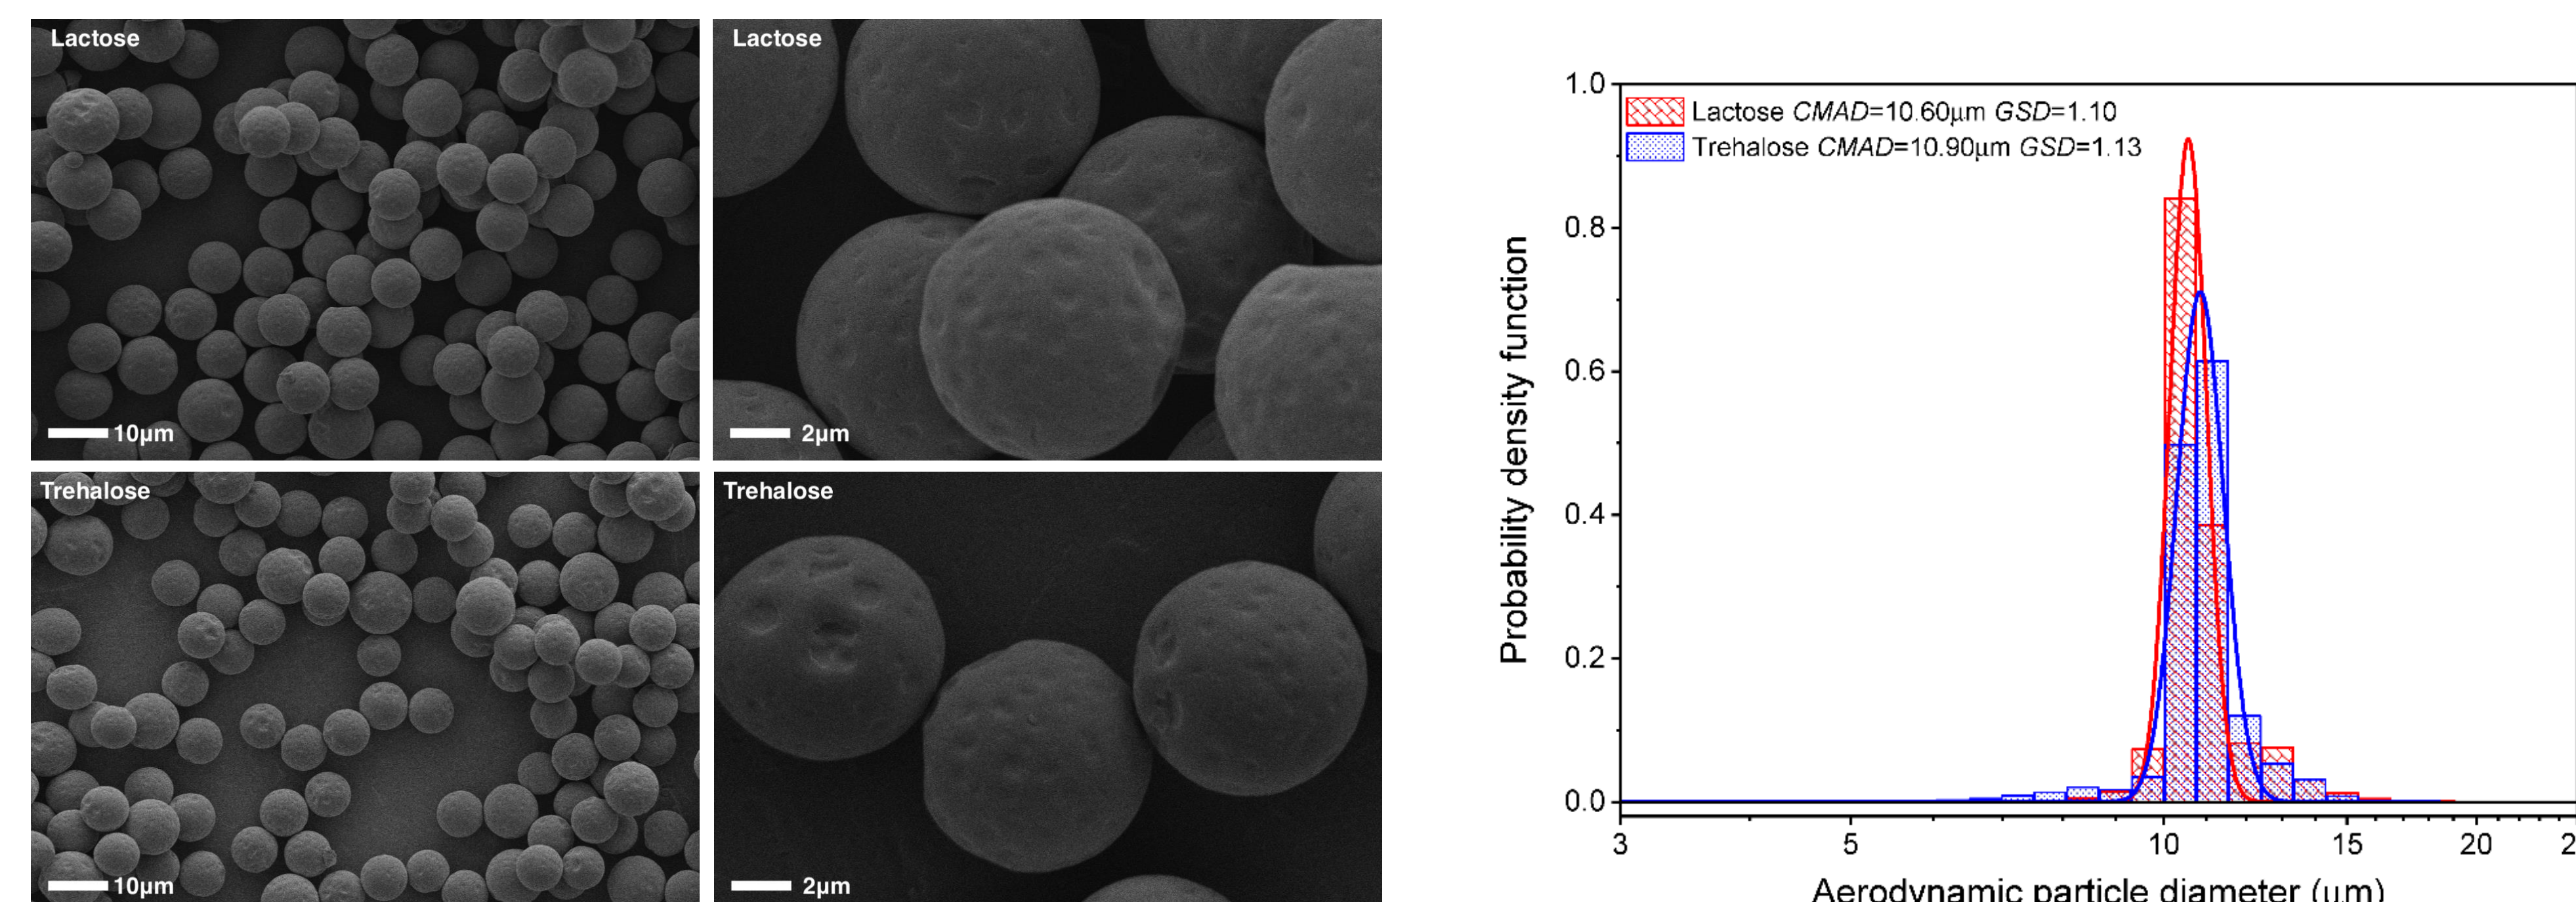 Lactose
10μm
Lactose
2μm
Trehalose
10μm
Trehalose
2μm
Lactose CMAD=10.60μm GSD=1.10
Trehalose CMAD=10.90μm GSD=1.13
Probability density function
1.0
0.8
0.6
0.4
0.2
0.0
3 5 10 15 20
Aerodynamic particle diameter (μm)